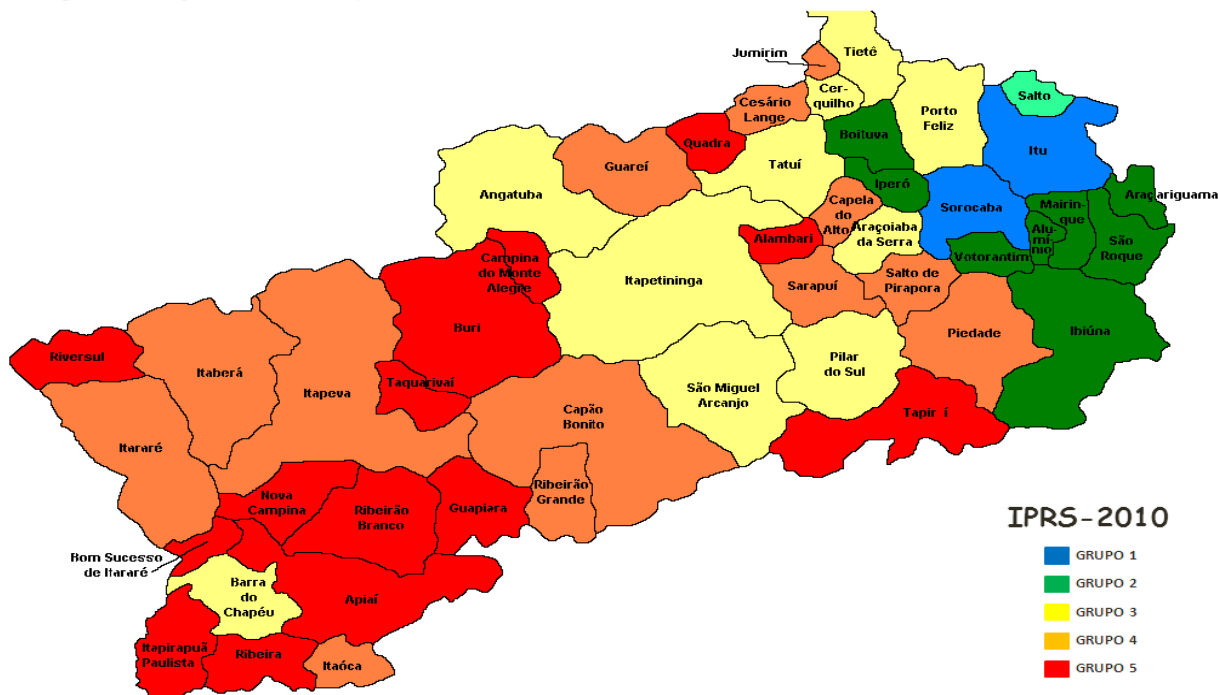 Jumirim
Tietê
Cer-
quilho
Cesário
Lange
Porto
Feliz
Salto
Quadra
Boituva
Itu
Guareí
Tatuí
Iperó
Angatuba
Araçariguama
Capela
do
Alto
Sorocaba
Mairin-
que
Alambari
Araçoiaba
da Serra
Alu-
mí-
nio
São
Roque
Votorantim
Campina
do Monte
Alegre
Itapetininga
Sarapuí
Salto de
Pirapora
Buri
Piedade
Ibiúna
Riversul
Itaberá
Itapeva
Taquarivaí
São Miguel
Arcanjo
Pilar
do Sul
Capão
Bonito
Tapir í
Itararé
Nova
Campina
Ribeirão
Branco
Guapiara
Ribeirão
Grande
Bom Sucesso
de Itararé
Barra
do
Chapéu
Apiaí
Itapirapuã
Paulista
Ribeira
Itaóca
IPRS-2010
GRUPO 1
GRUPO 2
GRUPO 3
GRUPO 4
GRUPO 5